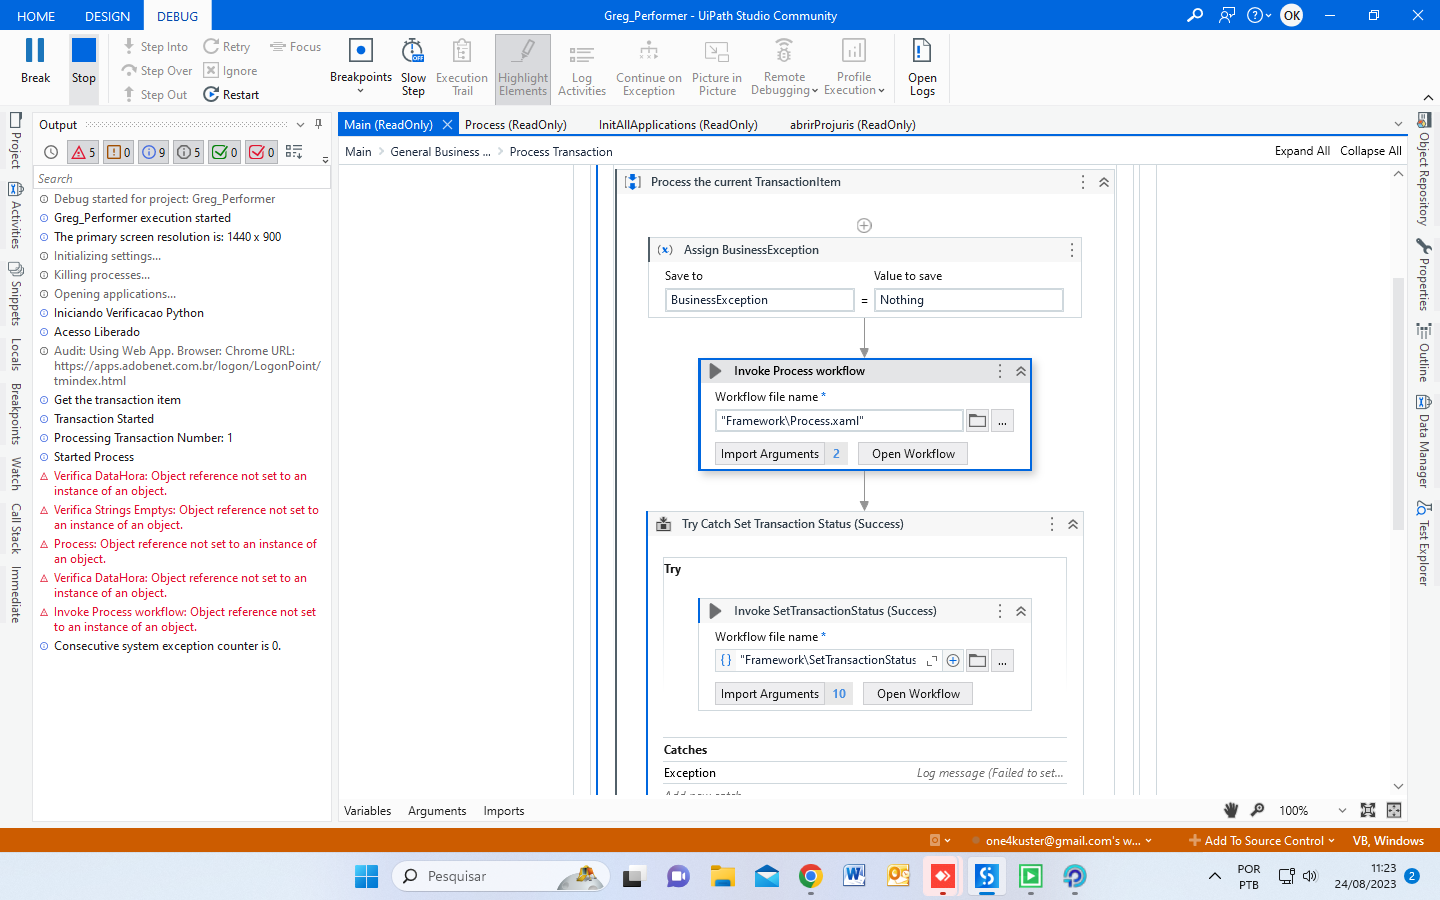 HOME DESIGN DEBUG Greg_Performer - UiPath Studio Community OK
Break
Stop
Step Into
Step Over
Step Out
Retry
Ignore
Restart
Focus
Breakpoints
Slow
Step
OFF
Execution
Trail
Highlight
Elements
Log
Activities
Continue on
Exception
Picture in
Picture
Remote
Debugging
Profile
Execution
Open
Logs
Project
Activities
Snippets
Locals
Breakpoints
Watch
Call Stack
Immediate
Output
5 0 9 5 0 0
Search
Debug started for project: Greg_Performer
Greg_Performer execution started
The primary screen resolution is: 1440 x 900
Initializing settings...
Killing processes...
Opening applications...
Iniciando Verificacao Python
Acesso Liberado
Audit: Using Web App. Browser: Chrome URL:
https://apps.adobenet.com.br/logon/LogonPoint/
tmindex.html
Get the transaction item
Transaction Started
Processing Transaction Number: 1
Started Process
Verifica DataHora: Object reference not set to an
instance of an object.
Verifica Strings Emptys: Object reference not set to
an instance of an object.
Process: Object reference not set to an instance of
an object.
Verifica DataHora: Object reference not set to an
instance of an object.
Invoke Process workflow: Object reference not set
to an instance of an object.
Consecutive system exception counter is 0.
Main (ReadOnly) Process (ReadOnly) InitAllApplications (ReadOnly) abrirProjuris (ReadOnly)
Main General Business ... Process Transaction Expand All Collapse All
Process the current TransactionItem
(x) Assign BusinessException
Save to Value to save
BusinessException = Nothing
Invoke Process workflow
Workflow file name *
"Framework\Process.xaml" ...
Import Arguments 2 Open Workflow
Try Catch Set Transaction Status (Success)
Try
Invoke SetTransactionStatus (Success)
Workflow file name *
{} "Framework\SetTransactionStatus ...
Import Arguments 10 Open Workflow
Catches
Exception Log message (Failed to set...
Add new catch
Variables Arguments Imports 100%
Object Repository
Properties
Outline
Data Manager
Test Explorer
one4kuster@gmail.com's w... Add To Source Control VB, Windows
Pesquisar
POR
PTB
11:23
24/08/2023
2